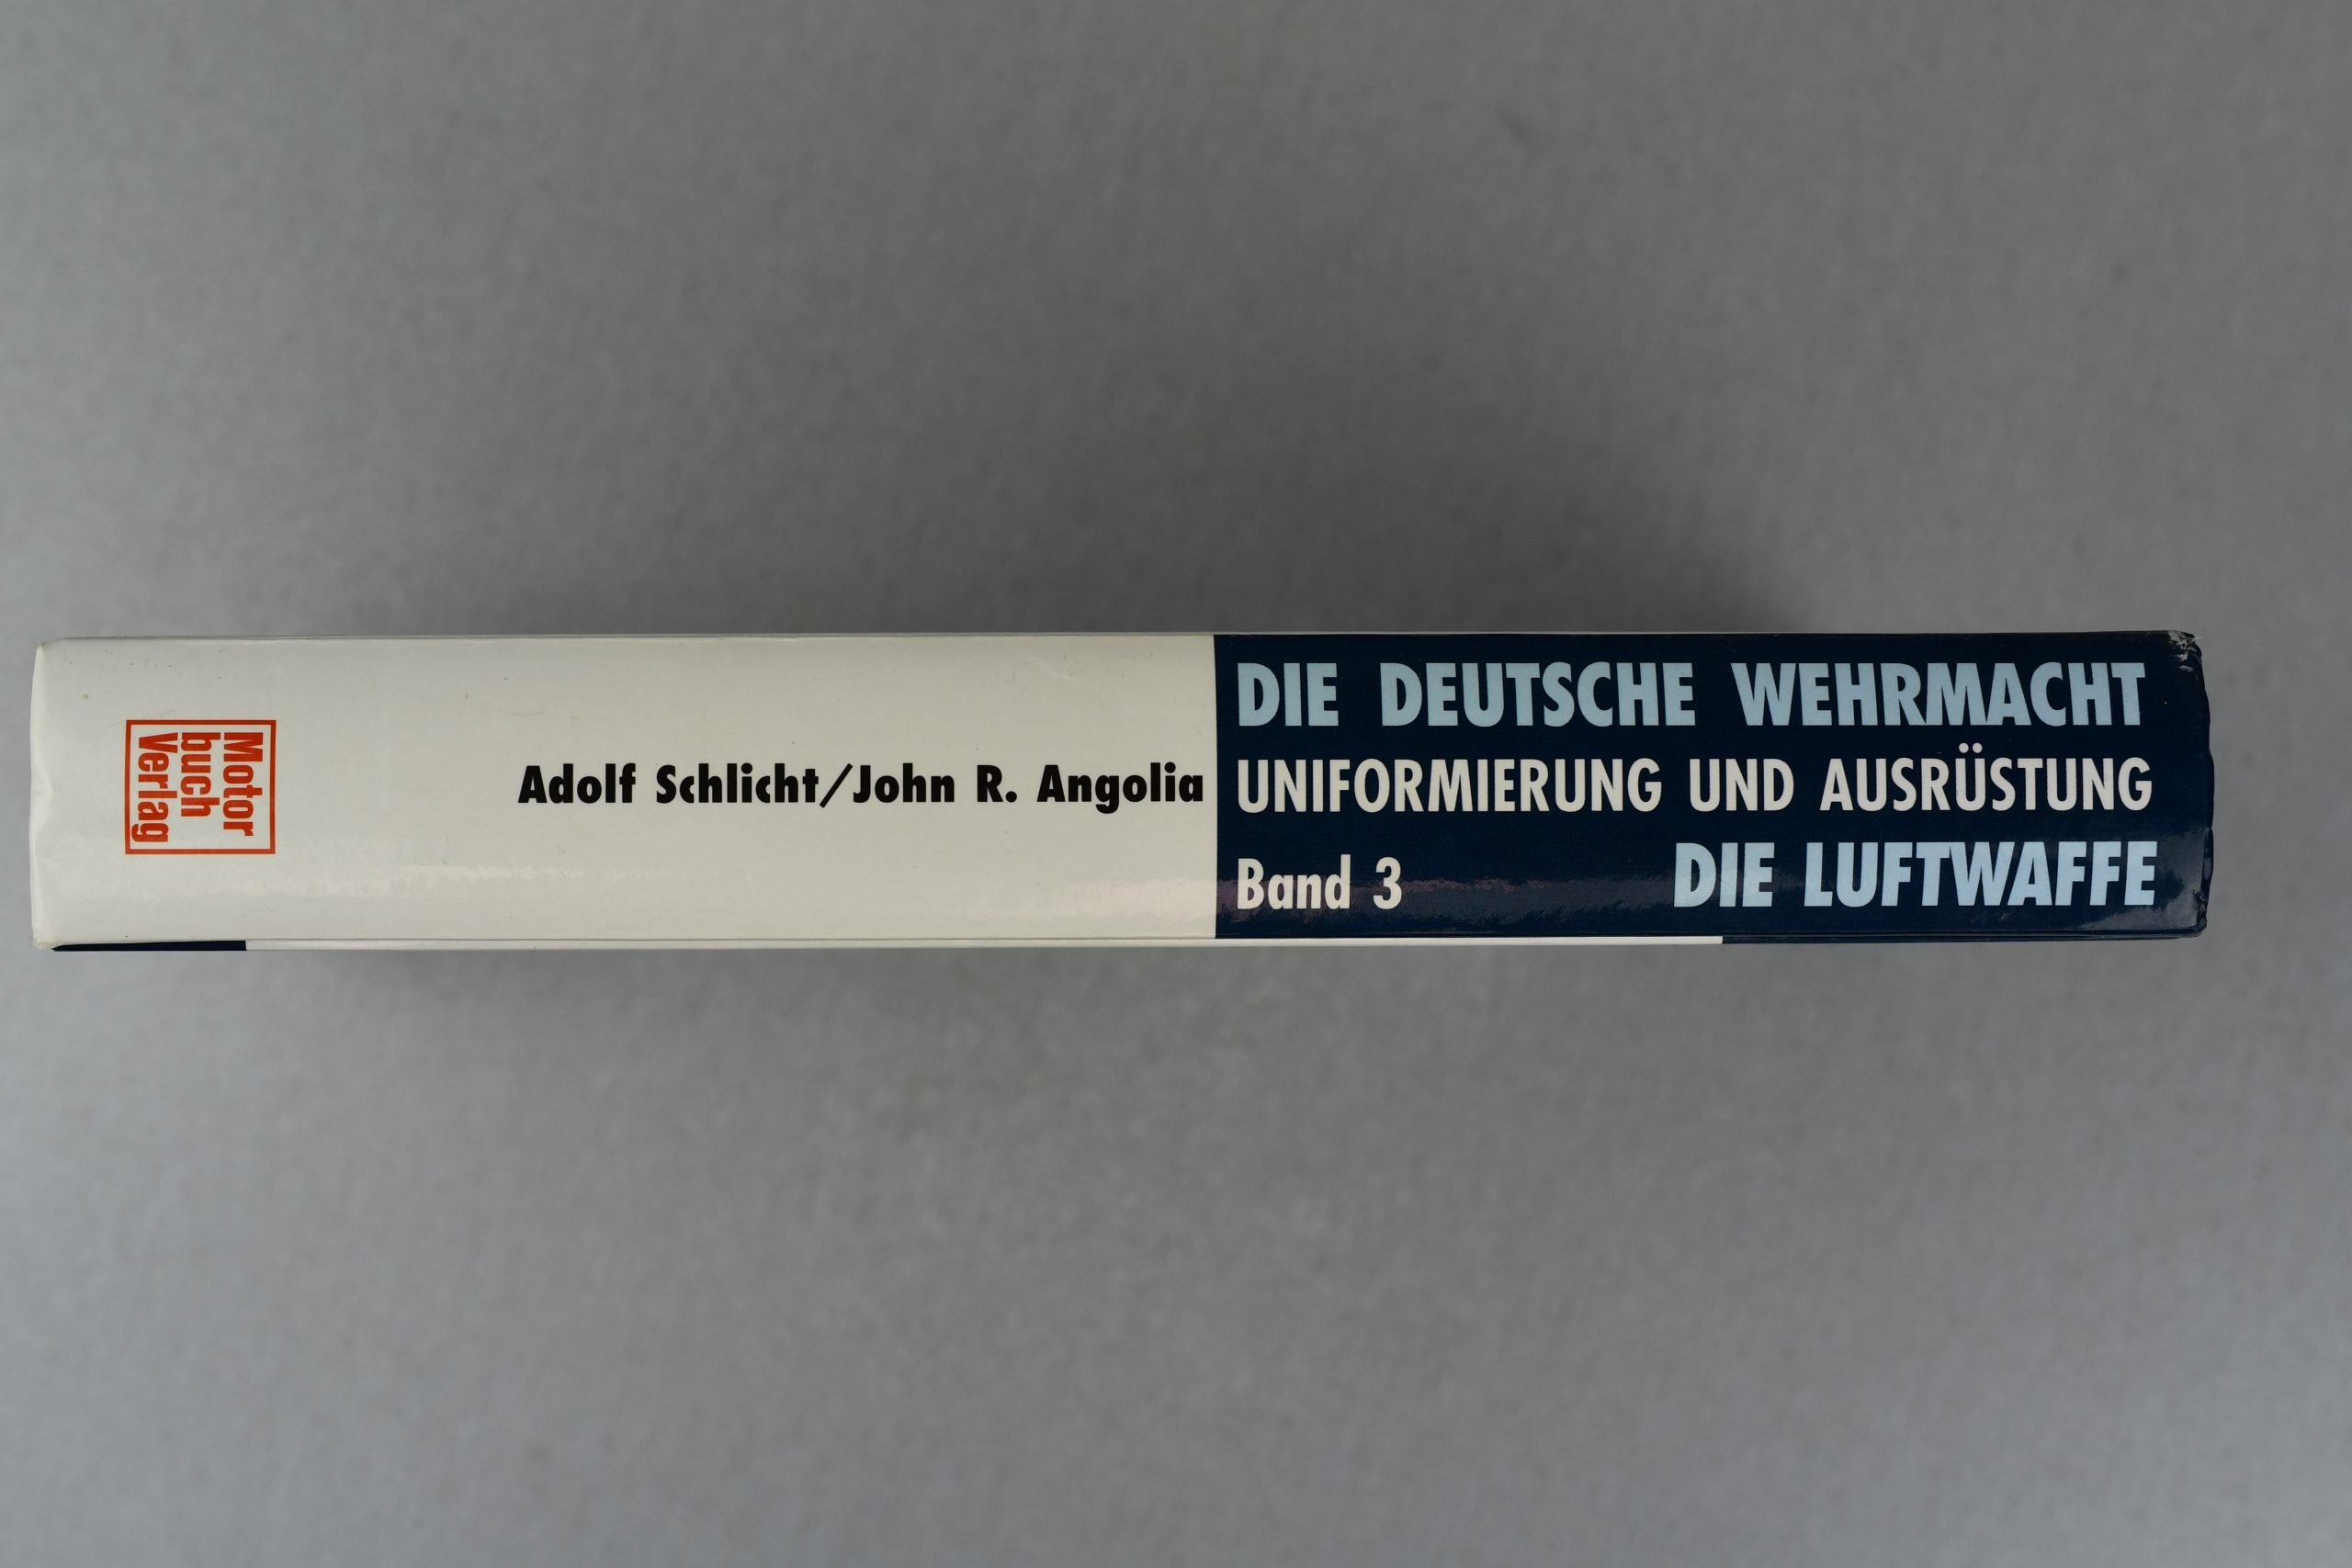 Motor
buch
Verlag
Adolf Schlicht/John R. Angolia
DIE DEUTSCHE WEHRMACHT
UNIFORMIERUNG UND AUSRÜSTUNG
Band 3 DIE LUFTWAFFE